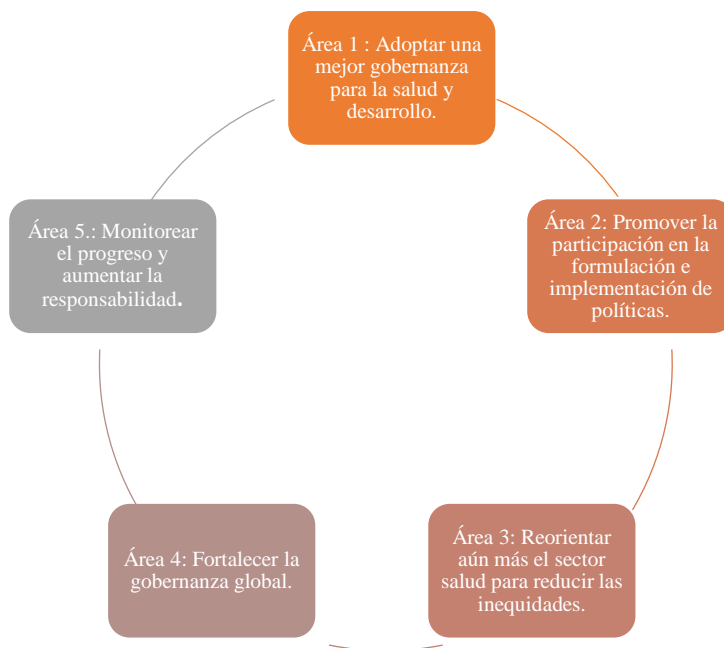 Área 1 : Adoptar una
mejor gobernanza
para la salud y
desarrollo.
Área 2: Promover la
participación en la
formulación e
implementación de
políticas.
Área 3: Reorientar
aún más el sector
salud para reducir las
inequidades.
Área 4: Fortalecer la
gobernanza global.
Área 5.: Monitorear
el progreso y
aumentar la
responsabilidad.